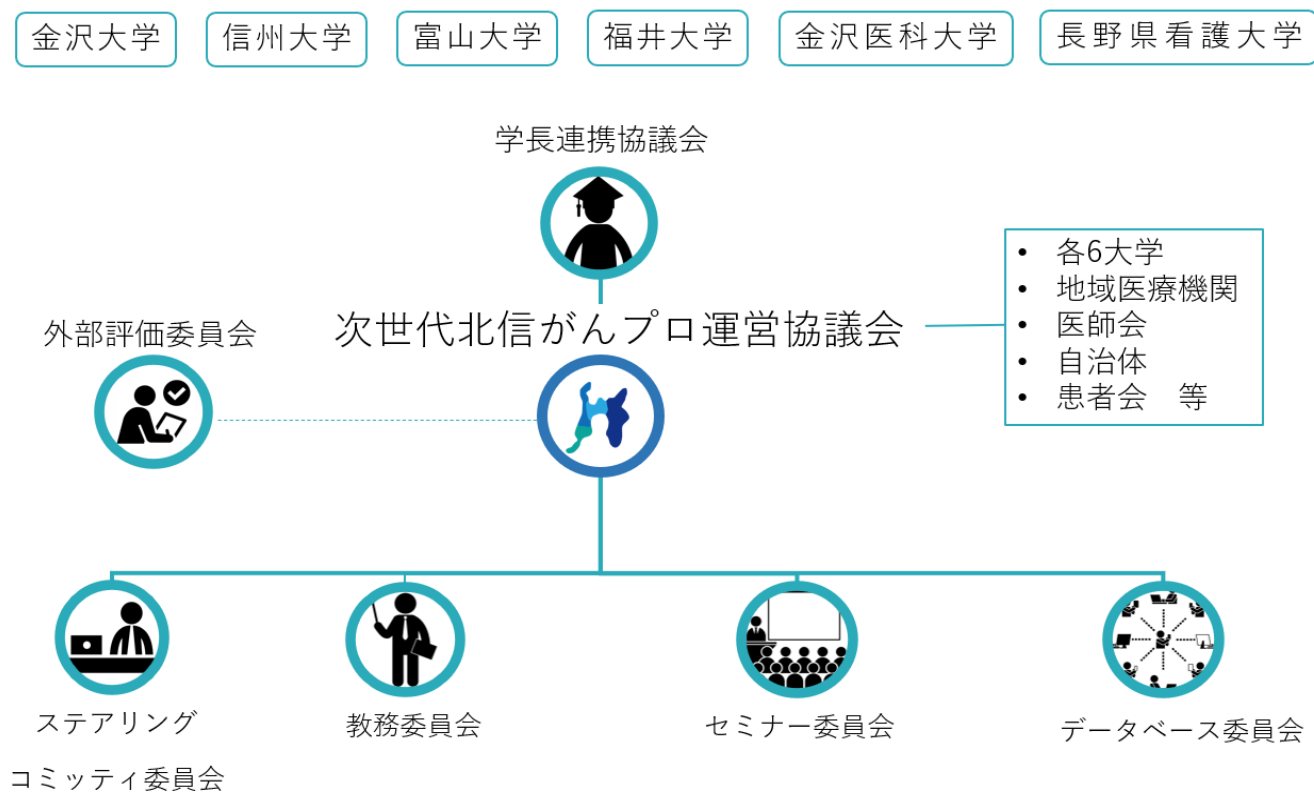 金沢大学
信州大学
富山大学
福井大学
金沢医科大学
長野県看護大学
学長連携協議会
外部評価委員会
次世代北信がんプロ運営協議会
• 各6大学
• 地域医療機関
• 医師会
• 自治体
• 患者会　等
ステアリング
コミッティ委員会
教務委員会
セミナー委員会
データベース委員会